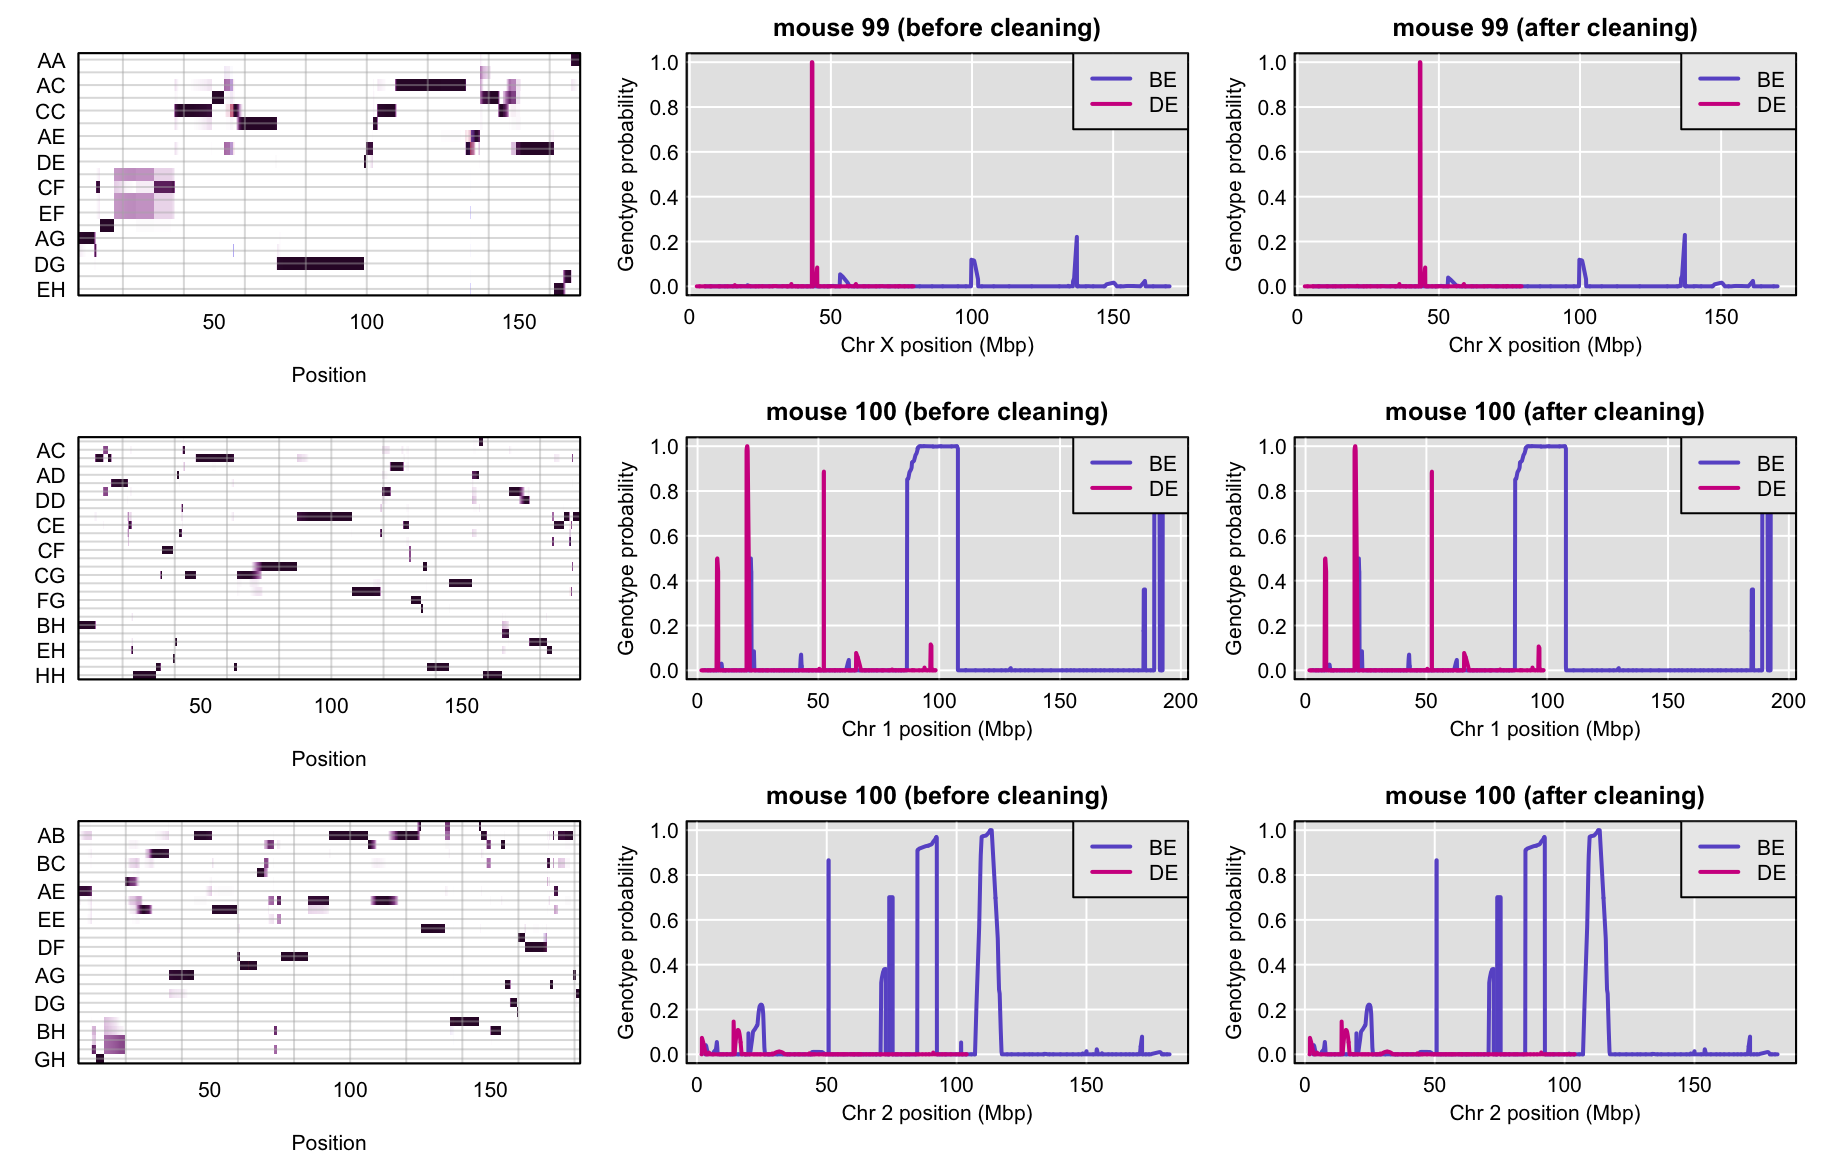 AA
AC
CC
AE
DE
CF
EF
AG
DG
EH
50 100 150
Position
mouse 99 (before cleaning)
Genotype probability
1.0
0.8
0.6
0.4
0.2
0.0
BE
DE
0 50 100 150
Chr X position (Mbp)
mouse 99 (after cleaning)
Genotype probability
1.0
0.8
0.6
0.4
0.2
0.0
BE
DE
0 50 100 150
Chr X position (Mbp)
AC
AD
DD
CE
CF
CG
FG
BH
EH
HH
50 100 150
Position
mouse 100 (before cleaning)
Genotype probability
1.0
0.8
0.6
0.4
0.2
0.0
BE
DE
0 50 100 150 200
Chr 1 position (Mbp)
mouse 100 (after cleaning)
Genotype probability
1.0
0.8
0.6
0.4
0.2
0.0
BE
DE
0 50 100 150 200
Chr 1 position (Mbp)
AB
BC
AE
EE
DF
AG
DG
BH
GH
50 100 150
Position
mouse 100 (before cleaning)
Genotype probability
1.0
0.8
0.6
0.4
0.2
0.0
BE
DE
0 50 100 150
Chr 2 position (Mbp)
mouse 100 (after cleaning)
Genotype probability
1.0
0.8
0.6
0.4
0.2
0.0
BE
DE
0 50 100 150
Chr 2 position (Mbp)